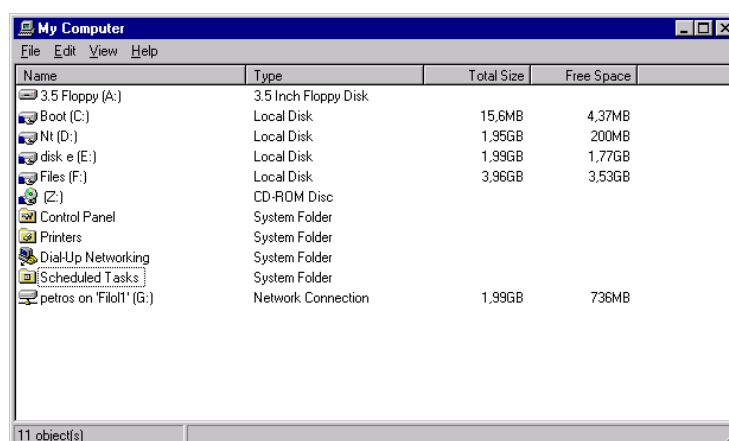 My Computer
File Edit View Help
Name Type Total Size Free Space
3.5 Floppy (A:) 3.5 Inch Floppy Disk
Boot (C:) Local Disk 15,6MB 4,37MB
Nt (D:) Local Disk 1,95GB 200MB
disk e (E:) Local Disk 1,99GB 1,77GB
Files (F:) Local Disk 3,96GB 3,53GB
(Z:) CD-ROM Disc
Control Panel System Folder
Printers System Folder
Dial-Up Networking System Folder
Scheduled Tasks System Folder
petros on 'Filol1' (G:) Network Connection 1,99GB 736MB
11 object(s)